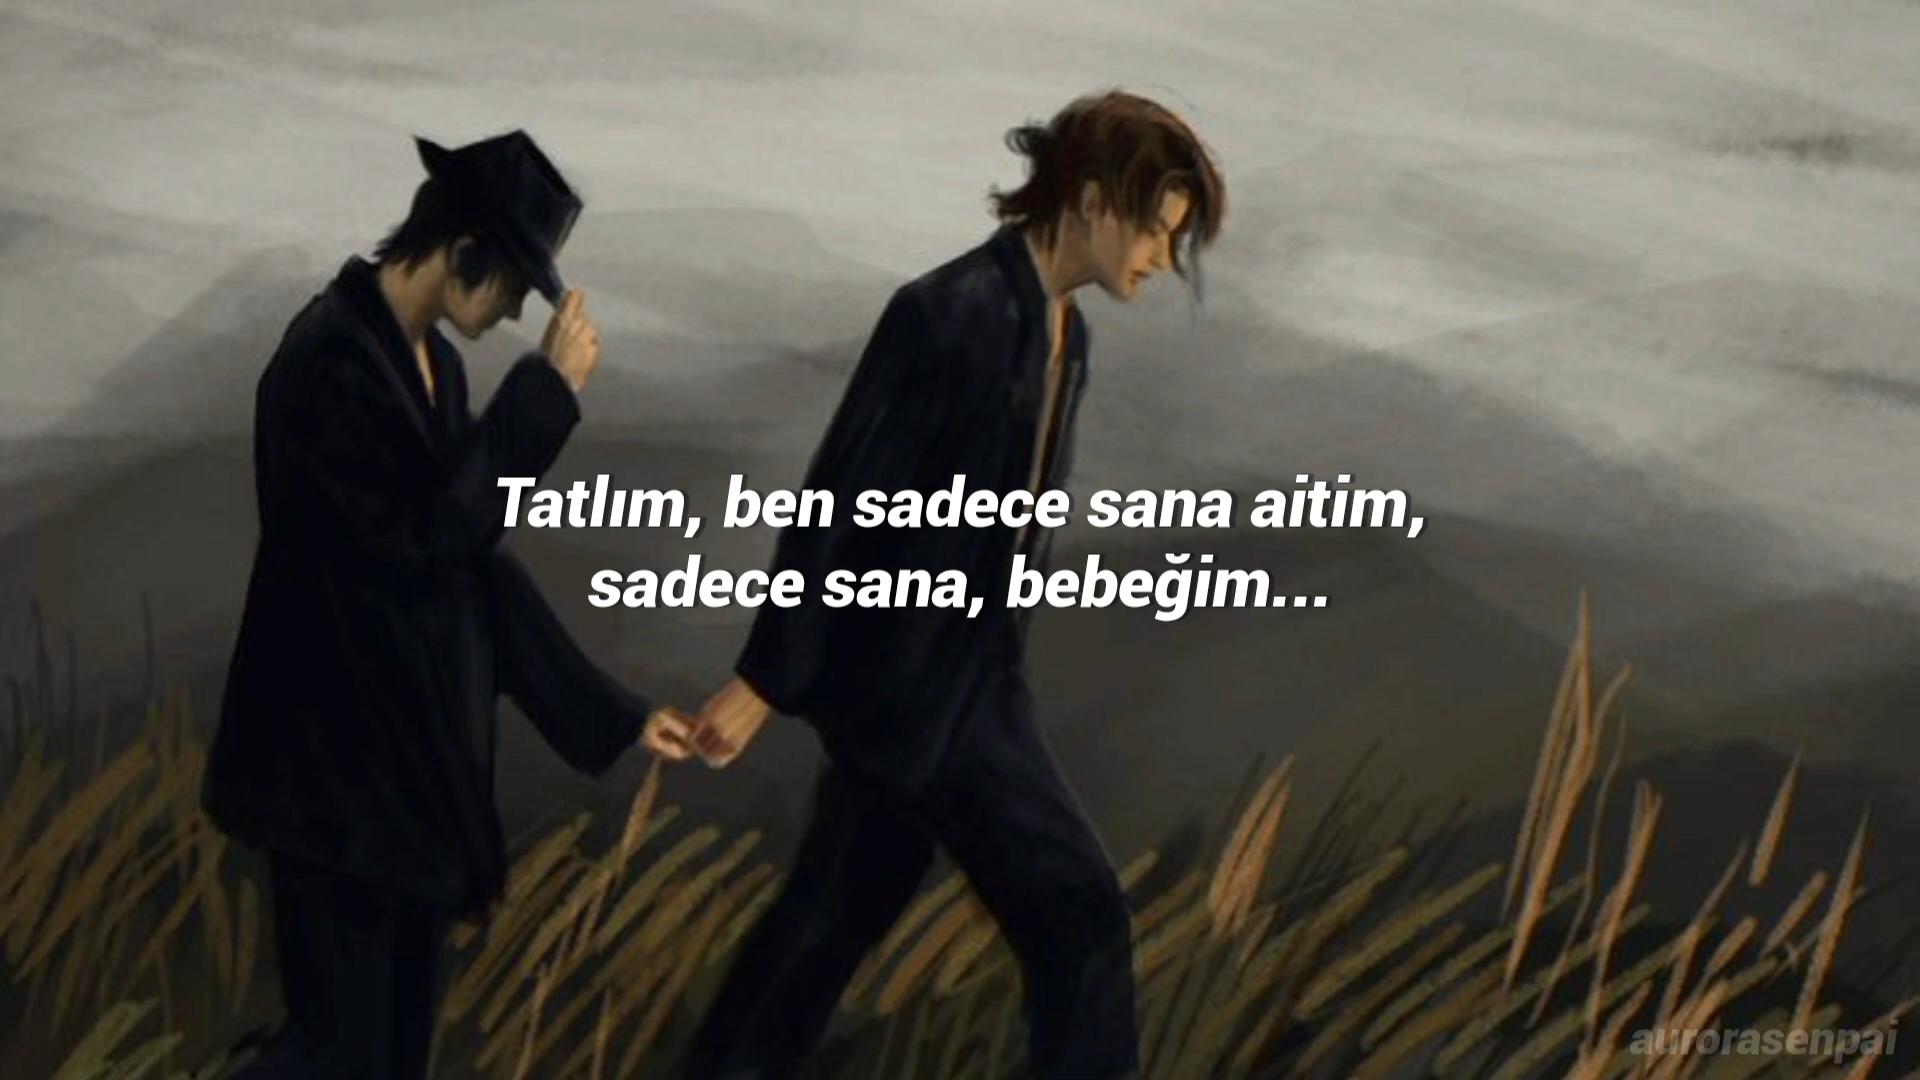 Tatlım, ben sadece sana aitim,
sadece sana, bebeğim...
aurorasenpai